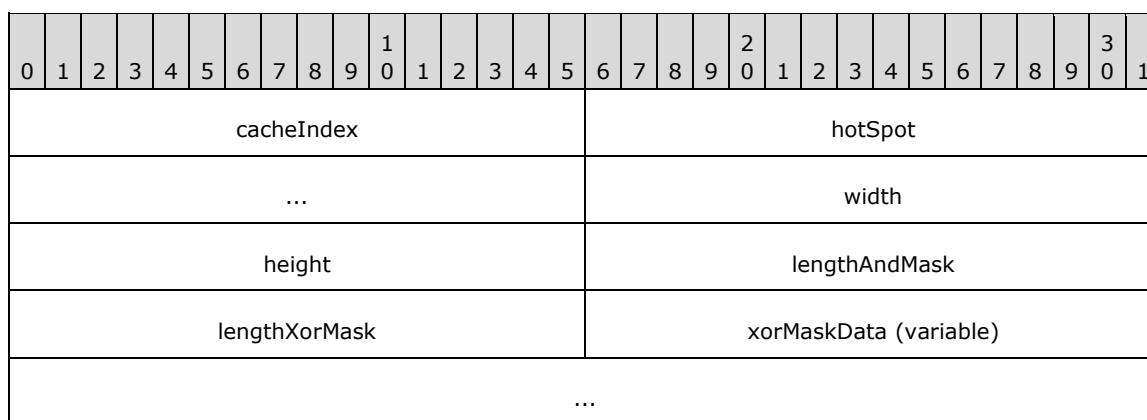 1 2 3
0 1 2 3 4 5 6 7 8 9 0 1 2 3 4 5 6 7 8 9 0 1 2 3 4 5 6 7 8 9 0 1
cacheIndex hotSpot
... width
height lengthAndMask
lengthXorMask xorMaskData (variable)
...